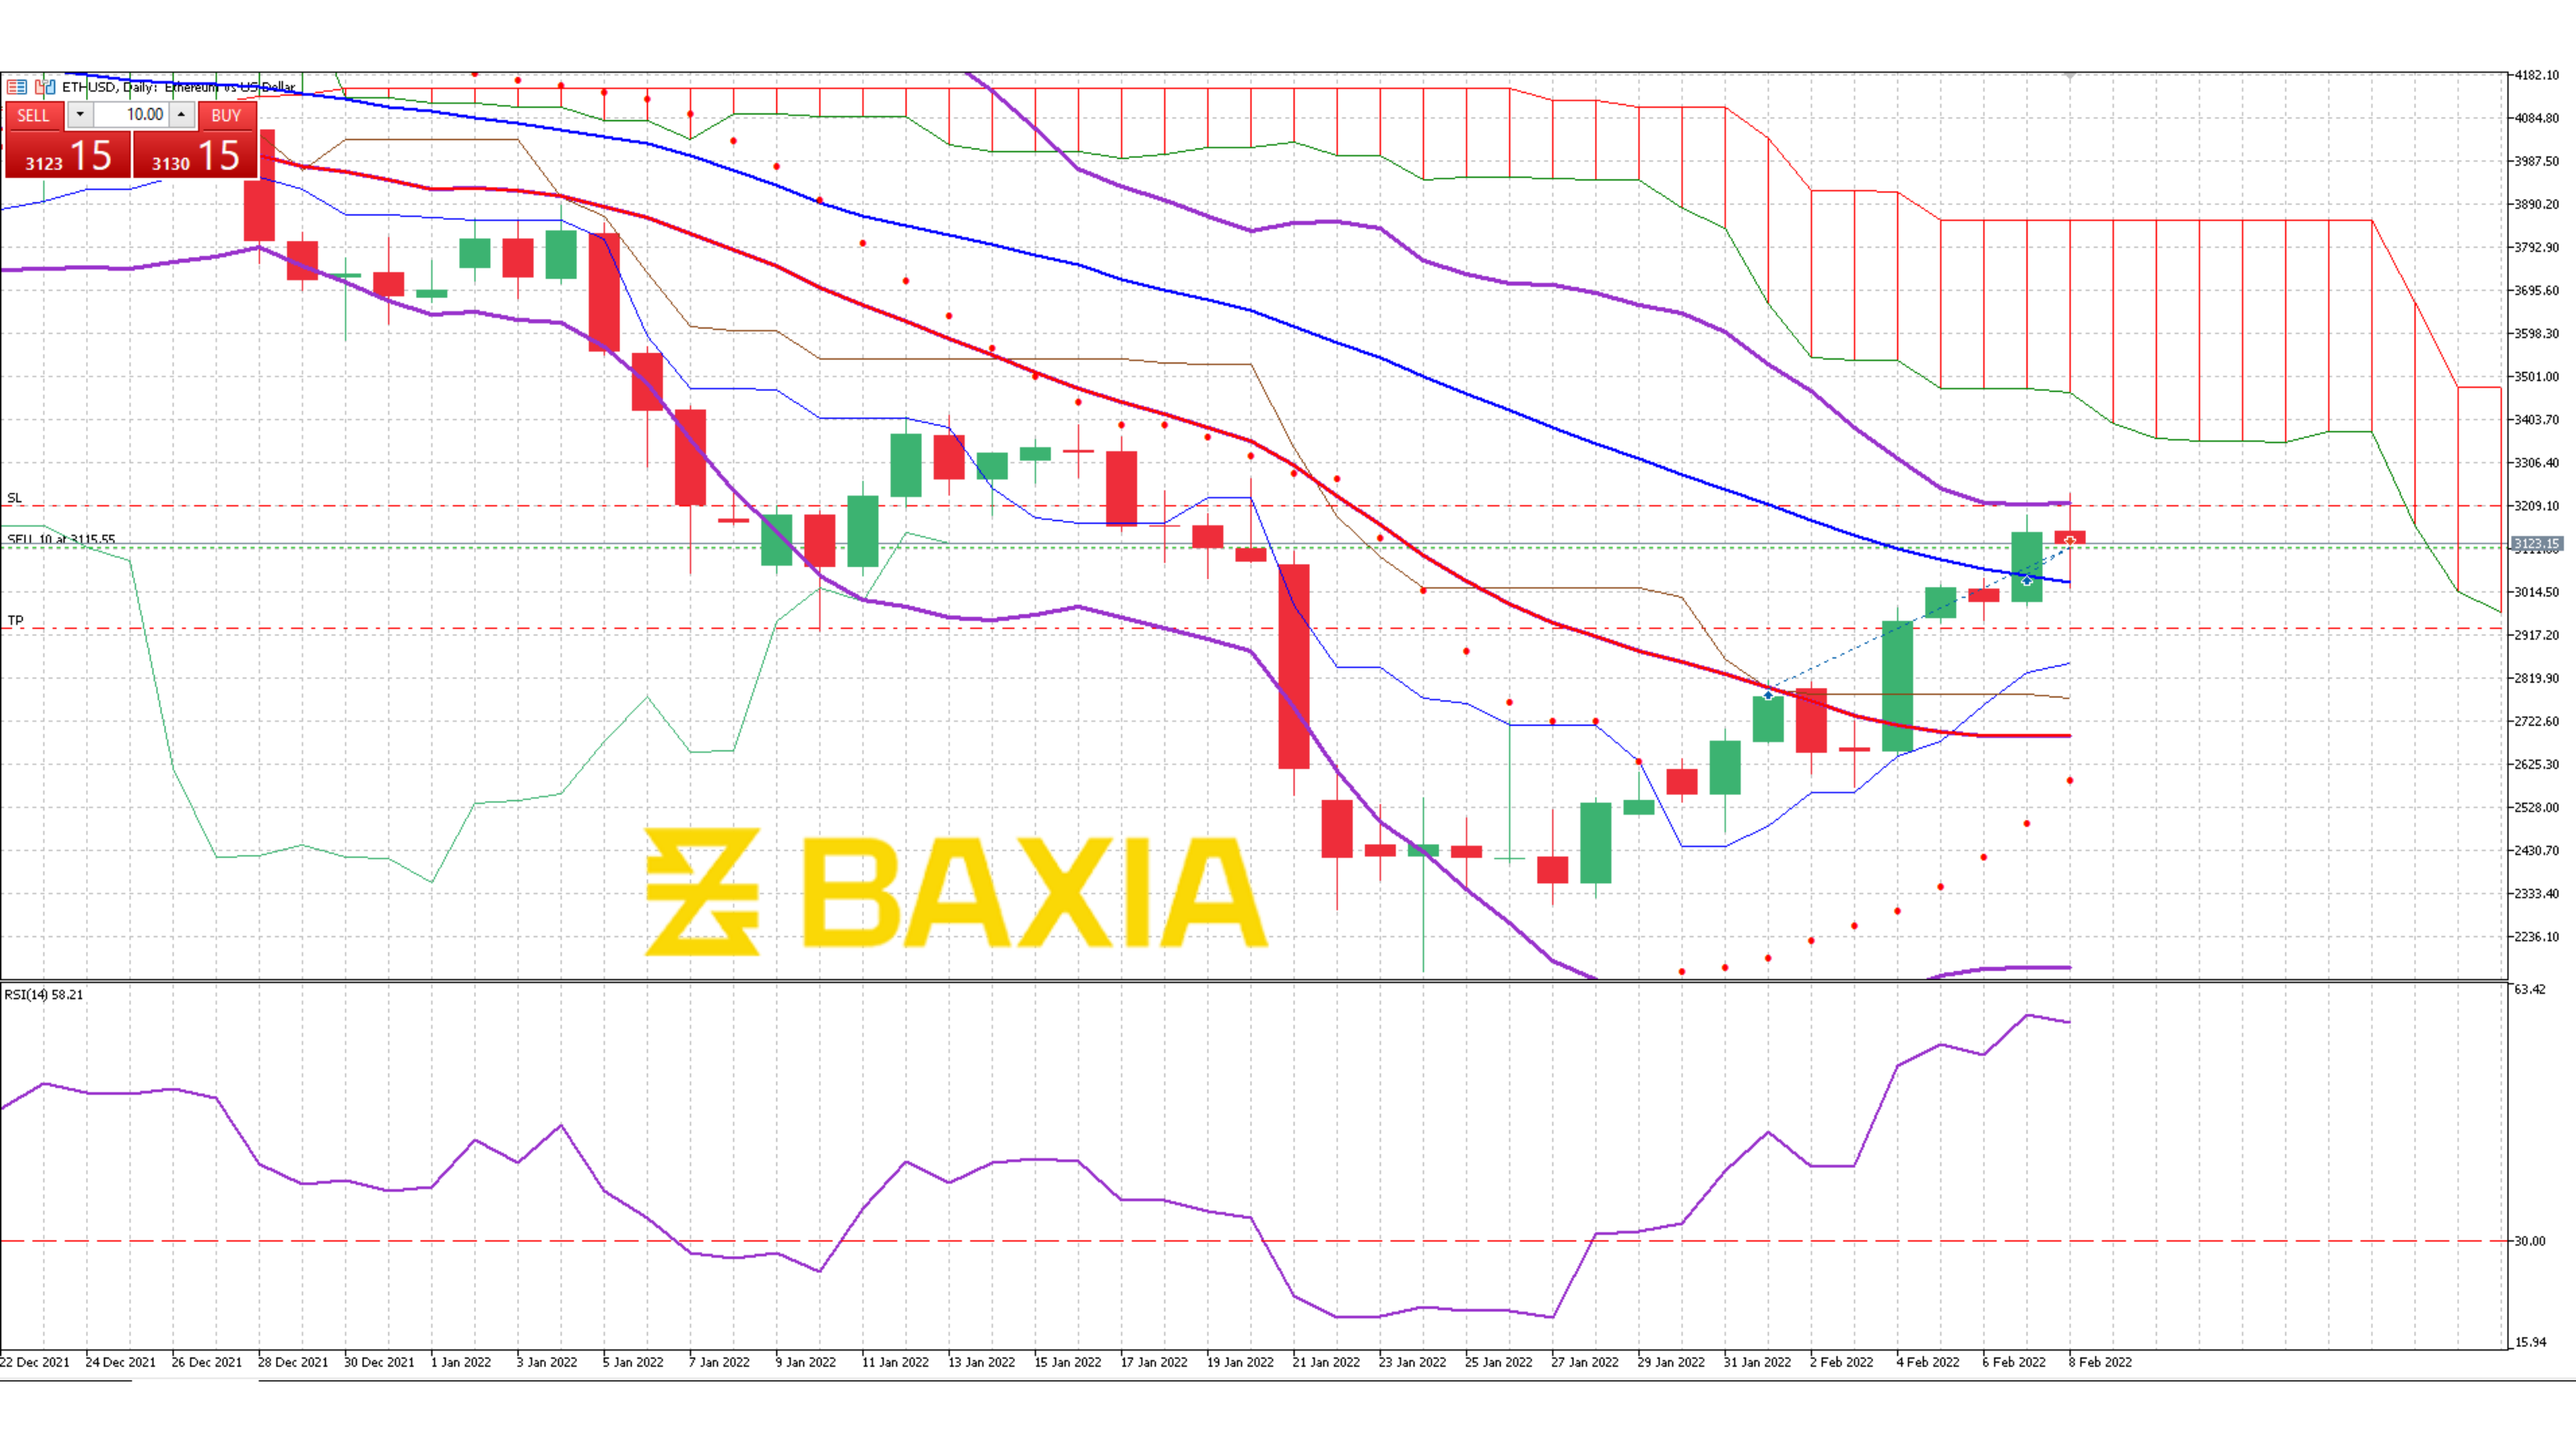 ETHUSD, Daily: Ethereum vs US Dollar
SELL 10.00 BUY
3123 15 3130 15
4182.10
4084.80
3987.50
3890.20
3792.90
3695.60
3598.30
3501.00
3403.70
3306.40
SL
3209.10
SELL 10 at 3115.55
3123.15
3014.50
TP
2917.20
2819.90
2722.60
2625.30
2528.00
2430.70
2333.40
2236.10
BAXIA
RSI(14) 58.21
63.42
30.00
15.94
22 Dec 2021 24 Dec 2021 26 Dec 2021 28 Dec 2021 30 Dec 2021 1 Jan 2022 3 Jan 2022 5 Jan 2022 7 Jan 2022 9 Jan 2022 11 Jan 2022 13 Jan 2022 15 Jan 2022 17 Jan 2022 19 Jan 2022 21 Jan 2022 23 Jan 2022 25 Jan 2022 27 Jan 2022 29 Jan 2022 31 Jan 2022 2 Feb 2022 4 Feb 2022 6 Feb 2022 8 Feb 2022